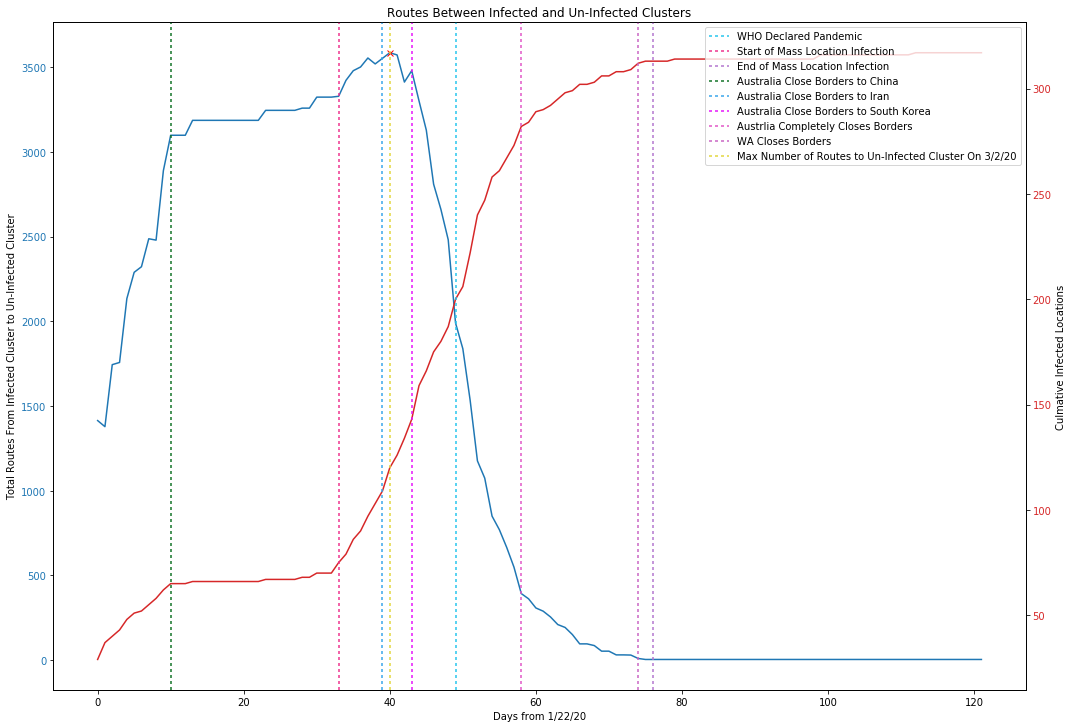 Routes Between Infected and Un-Infected Clusters
WHO Declared Pandemic
Start of Mass Location Infection
End of Mass Location Infection
Australia Close Borders to China
Australia Close Borders to Iran
Australia Close Borders to South Korea
Austrlia Completely Closes Borders
WA Closes Borders
Max Number of Routes to Un-Infected Cluster On 3/2/20
Total Routes From Infected Cluster to Un-Infected Cluster
3500
3000
2500
2000
1500
1000
500
0
300
250
200
150
100
50
Culmative Infected Locations
0 20 40 60 80 100 120
Days from 1/22/20